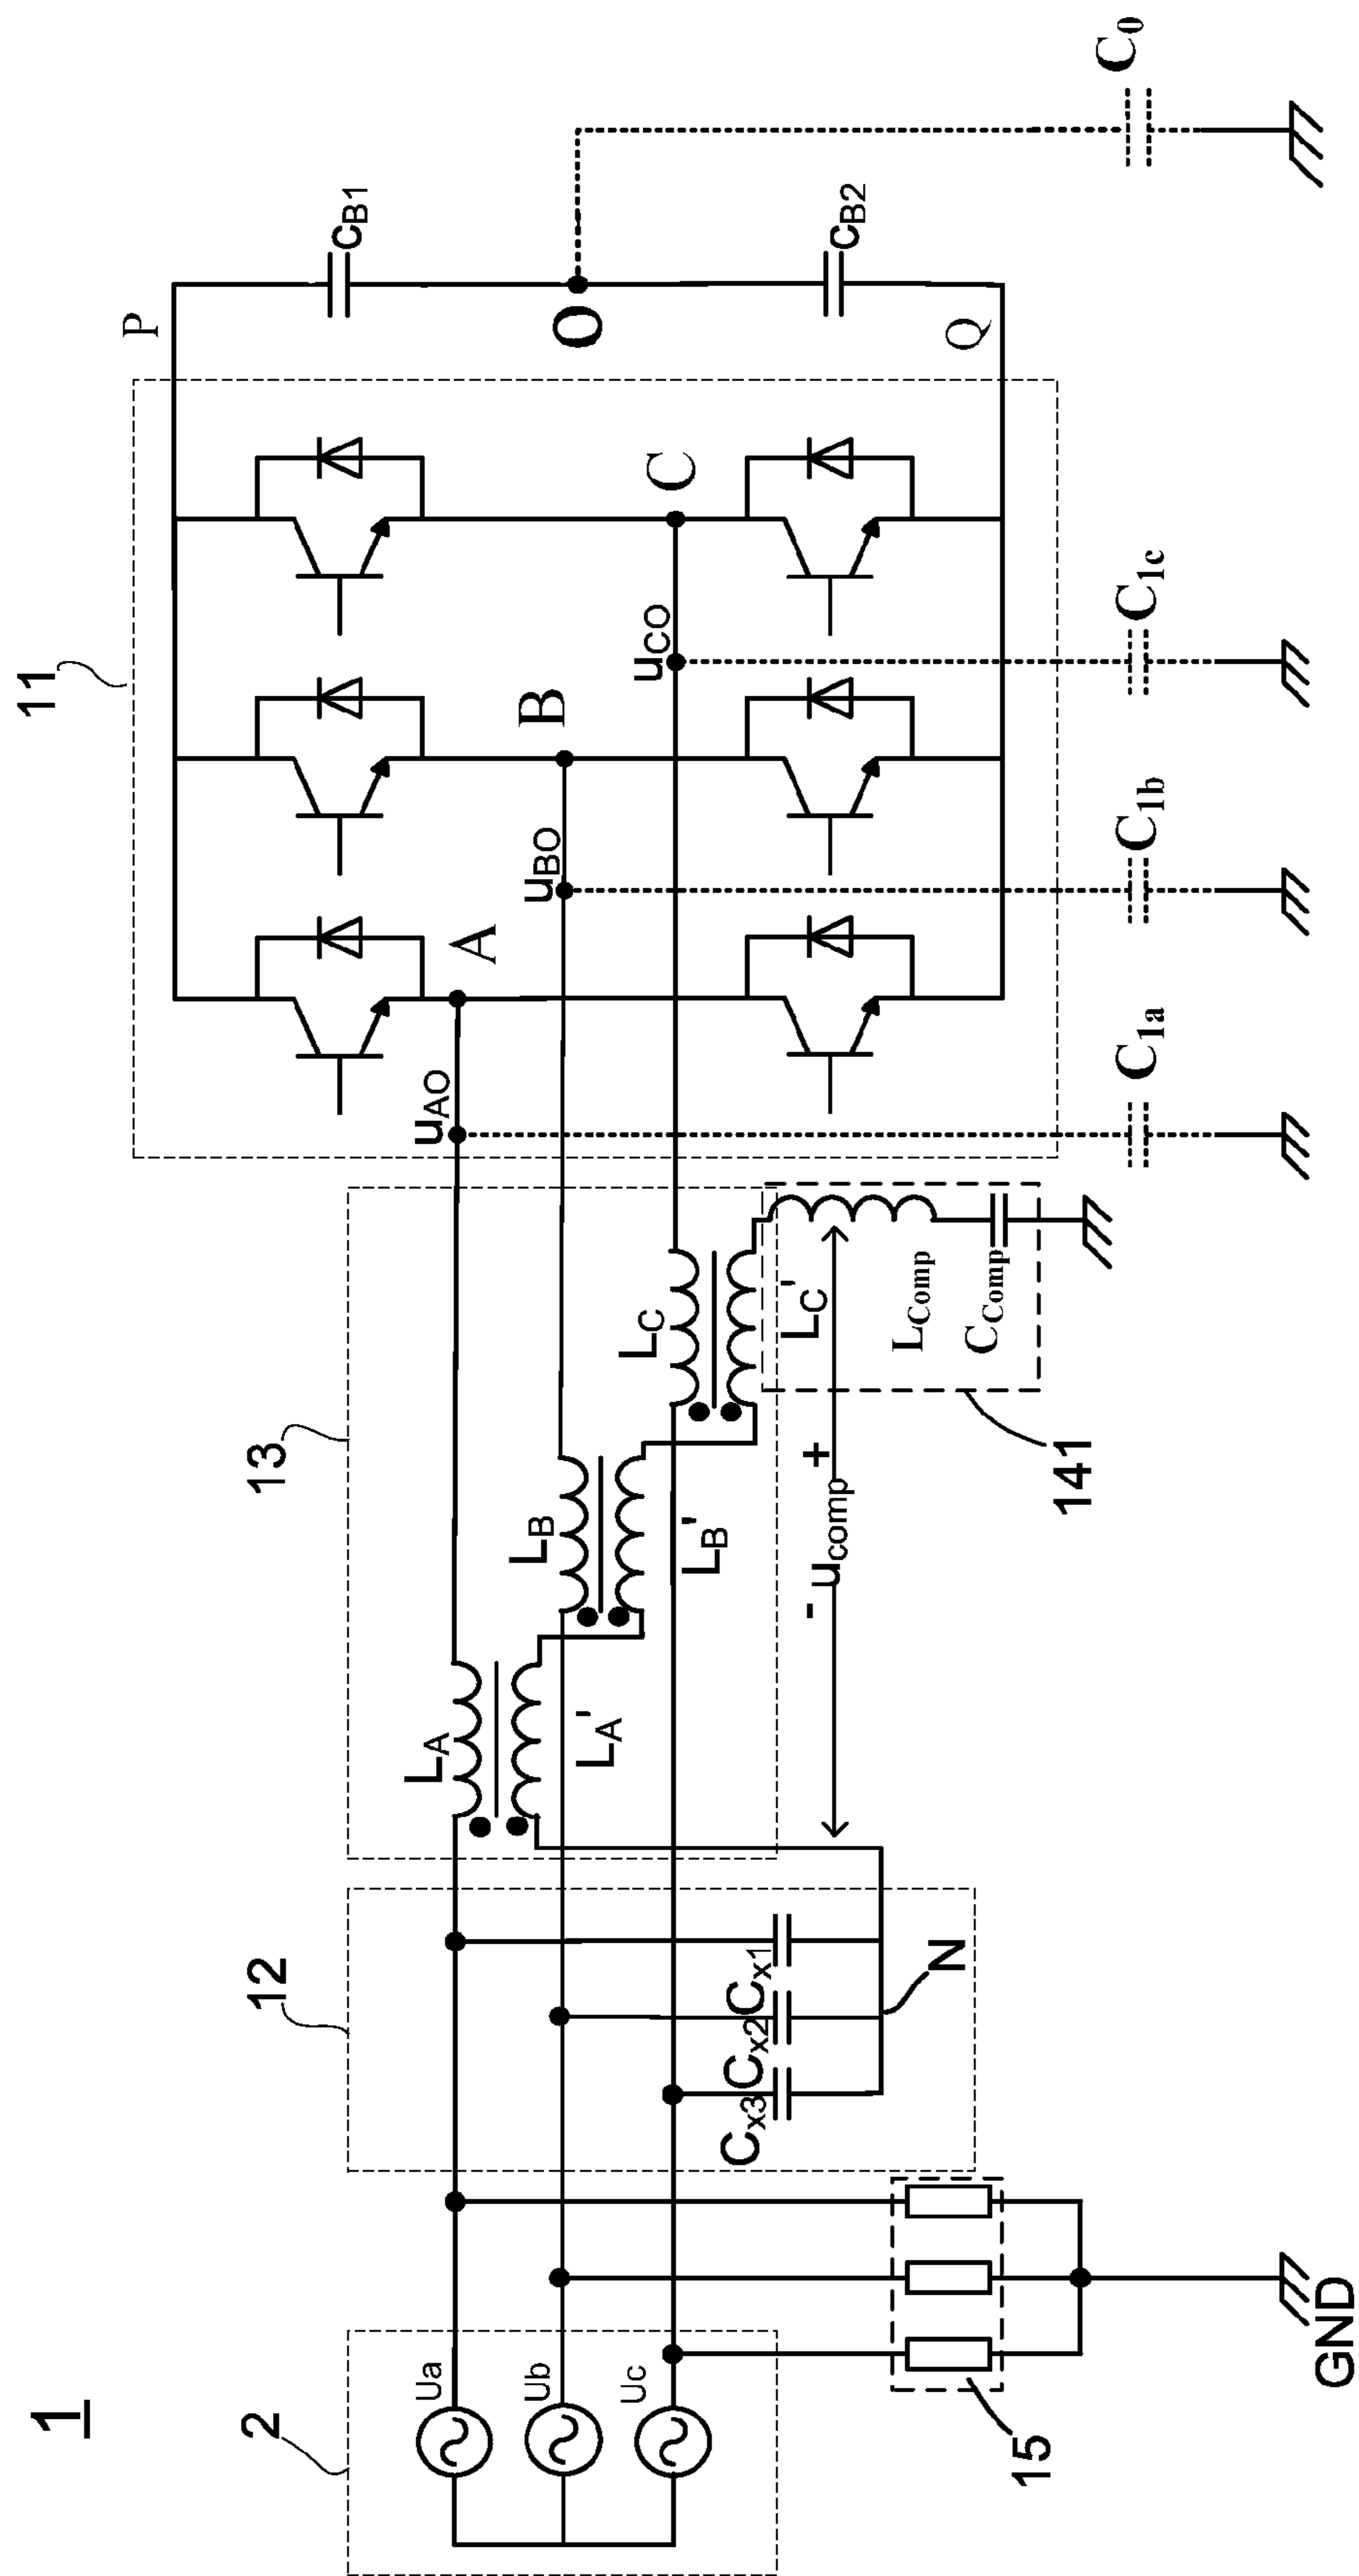 1
2
Ua
Ub
Uc
15
GND
12
Cx3
Cx2
Cx1
N
13
LA
LA'
LB
LB'
LC
LC'
- ucomp +
LComp
CComp
141
11
uAO
A
uBO
B
uCO
C
C1a
C1b
C1c
P
Q
CB1
O
CB2
C0